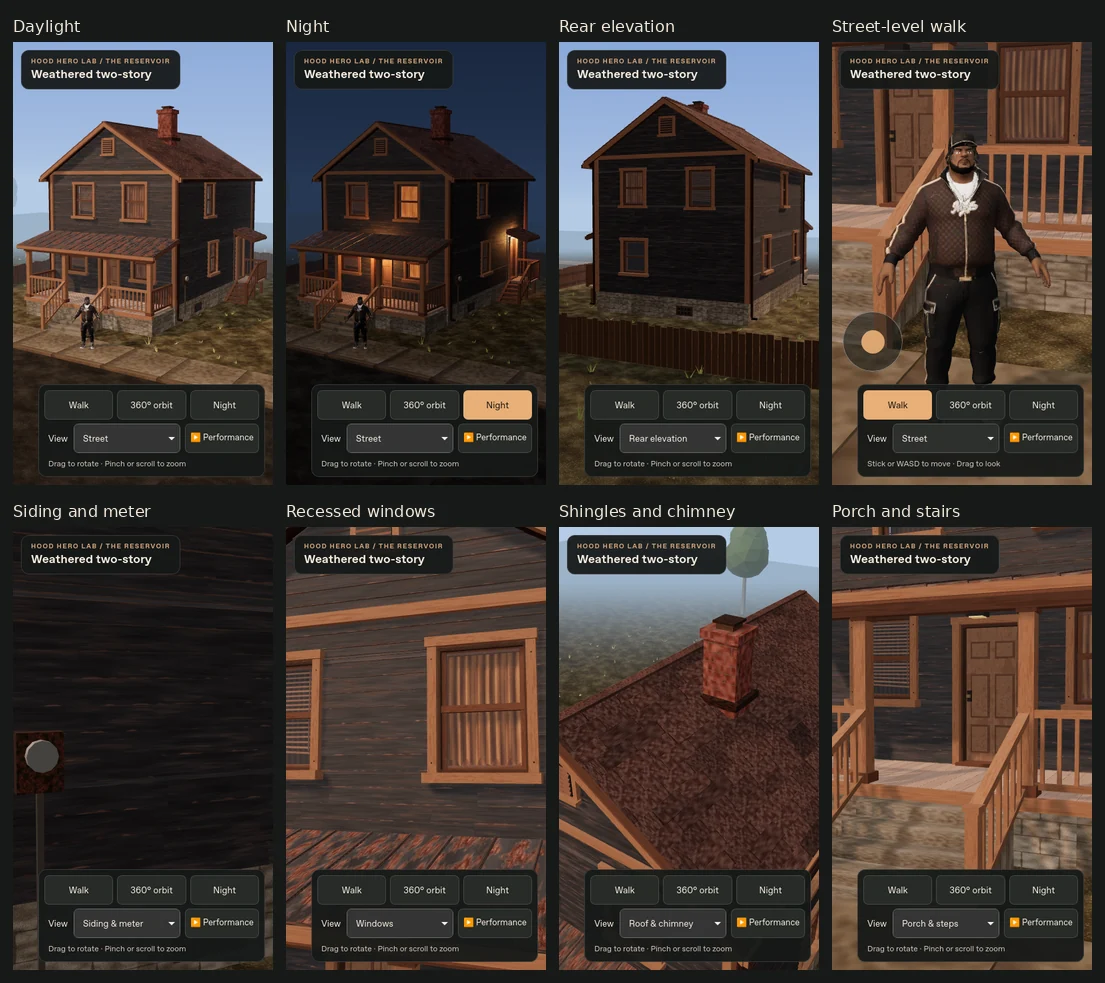 Daylight
HOOD HERO LAB / THE RESERVOIR
Weathered two-story
Walk
360° orbit
Night
View
Street
▶ Performance
Drag to rotate · Pinch or scroll to zoom
Night
HOOD HERO LAB / THE RESERVOIR
Weathered two-story
Walk
360° orbit
Night
View
Street
▶ Performance
Drag to rotate · Pinch or scroll to zoom
Rear elevation
HOOD HERO LAB / THE RESERVOIR
Weathered two-story
Walk
360° orbit
Night
View
Rear elevation
▶ Performance
Drag to rotate · Pinch or scroll to zoom
Street-level walk
HOOD HERO LAB / THE RESERVOIR
Weathered two-story
Walk
360° orbit
Night
View
Street
▶ Performance
Stick or WASD to move · Drag to look
Siding and meter
HOOD HERO LAB / THE RESERVOIR
Weathered two-story
Walk
360° orbit
Night
View
Siding & meter
▶ Performance
Drag to rotate · Pinch or scroll to zoom
Recessed windows
HOOD HERO LAB / THE RESERVOIR
Weathered two-story
Walk
360° orbit
Night
View
Windows
▶ Performance
Drag to rotate · Pinch or scroll to zoom
Shingles and chimney
HOOD HERO LAB / THE RESERVOIR
Weathered two-story
Walk
360° orbit
Night
View
Roof & chimney
▶ Performance
Drag to rotate · Pinch or scroll to zoom
Porch and stairs
HOOD HERO LAB / THE RESERVOIR
Weathered two-story
Walk
360° orbit
Night
View
Porch & steps
▶ Performance
Drag to rotate · Pinch or scroll to zoom